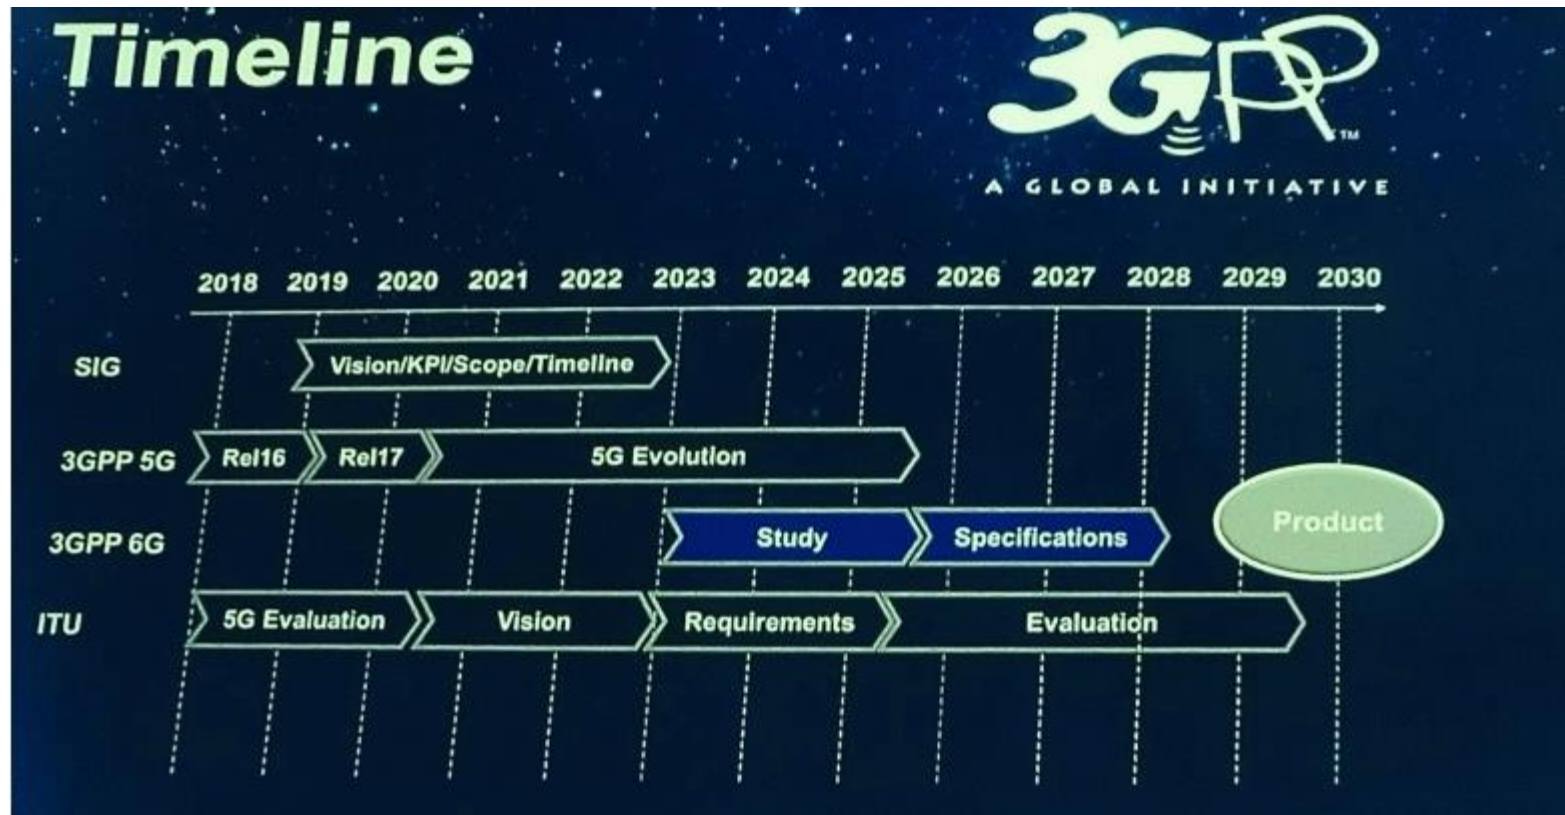 Timeline
3GPP™
A GLOBAL INITIATIVE
2018 2019 2020 2021 2022 2023 2024 2025 2026 2027 2028 2029 2030
SIG Vision/KPI/Scope/Timeline
3GPP 5G Rel16 Rel17 5G Evolution
3GPP 6G Study Specifications Product
ITU 5G Evaluation Vision Requirements Evaluation